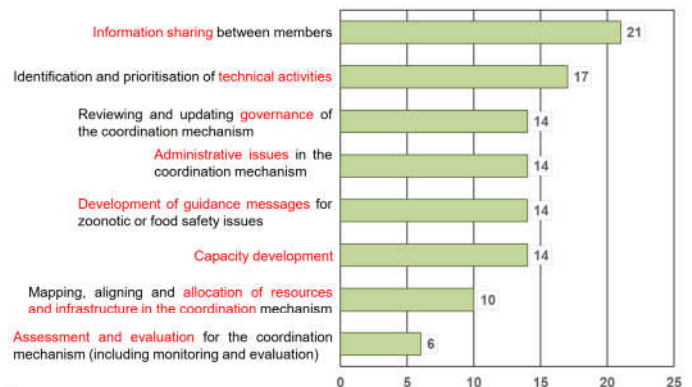 Information sharing between members
21
Identification and prioritisation of technical activities
17
Reviewing and updating governance of
the coordination mechanism
14
Administrative issues in the
coordination mechanism
14
Development of guidance messages for
zoonotic or food safety issues
14
Capacity development
14
Mapping, aligning and allocation of resources
and infrastructure in the coordination mechanism
10
Assessment and evaluation for the coordination
mechanism (including monitoring and evaluation)
6
0 5 10 15 20 25